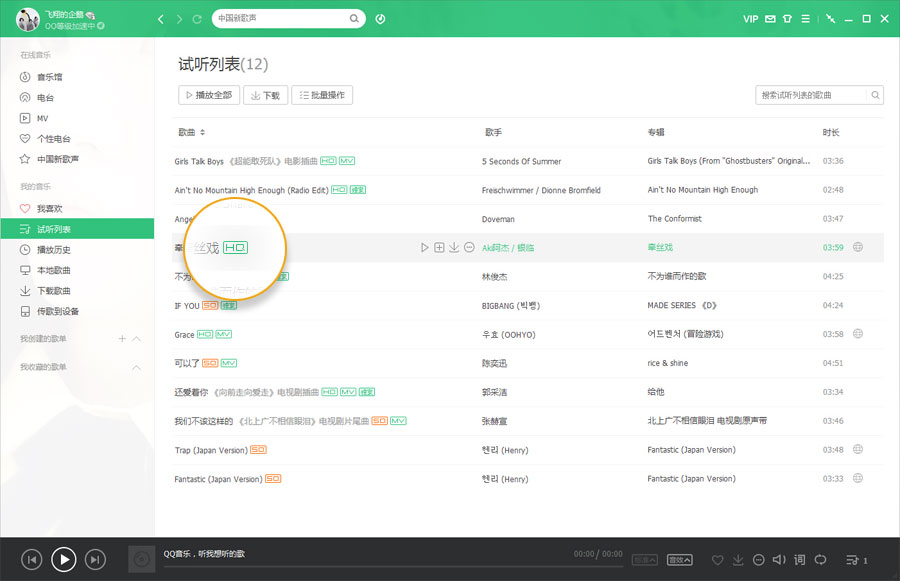 飞翔的企鹅
QQ等级加速中
中国新歌声
VIP
在线音乐
音乐馆
电台
MV
个性电台
中国新歌声
我的音乐
我喜欢
试听列表
播放历史
本地歌曲
下载歌曲
传歌到设备
我创建的歌单 +
我收藏的歌单
试听列表(12)
播放全部 下载 批量操作 搜索试听列表的歌曲
歌曲 歌手 专辑 时长
Girls Talk Boys 《超能敢死队》电影插曲 HQ MV 5 Seconds Of Summer Girls Talk Boys (From "Ghostbusters" Original... 03:36
Ain't No Mountain High Enough (Radio Edit) HQ 独家 Freischwimmer / Dionne Bromfield Ain't No Mountain High Enough 02:48
Ange Doveman The Conformist 03:47
牵丝戏 HQ Aki阿杰 / 银临 牵丝戏 03:59
不为 独家 林俊杰 不为谁而作的歌 04:25
IF YOU SQ 独家 BIGBANG (빅뱅) MADE SERIES 《D》 04:24
Grace HQ MV 우효 (OOHYO) 어드벤처 (冒险游戏) 03:58
可以了 SQ MV 陈奕迅 rice & shine 04:51
还爱着你 《向前走向爱走》电视剧插曲 HQ MV 独家 郭采洁 给他 03:34
我们不该这样的 《北上广不相信眼泪》电视剧片尾曲 SQ MV 张赫宣 北上广不相信眼泪 电视剧原声带 03:46
Trap (Japan Version) SQ 헨리 (Henry) Fantastic (Japan Version) 03:48
Fantastic (Japan Version) SQ 헨리 (Henry) Fantastic (Japan Version) 03:33
QQ音乐，听我想听的歌
00:00 / 00:00
标准 音效 词 1